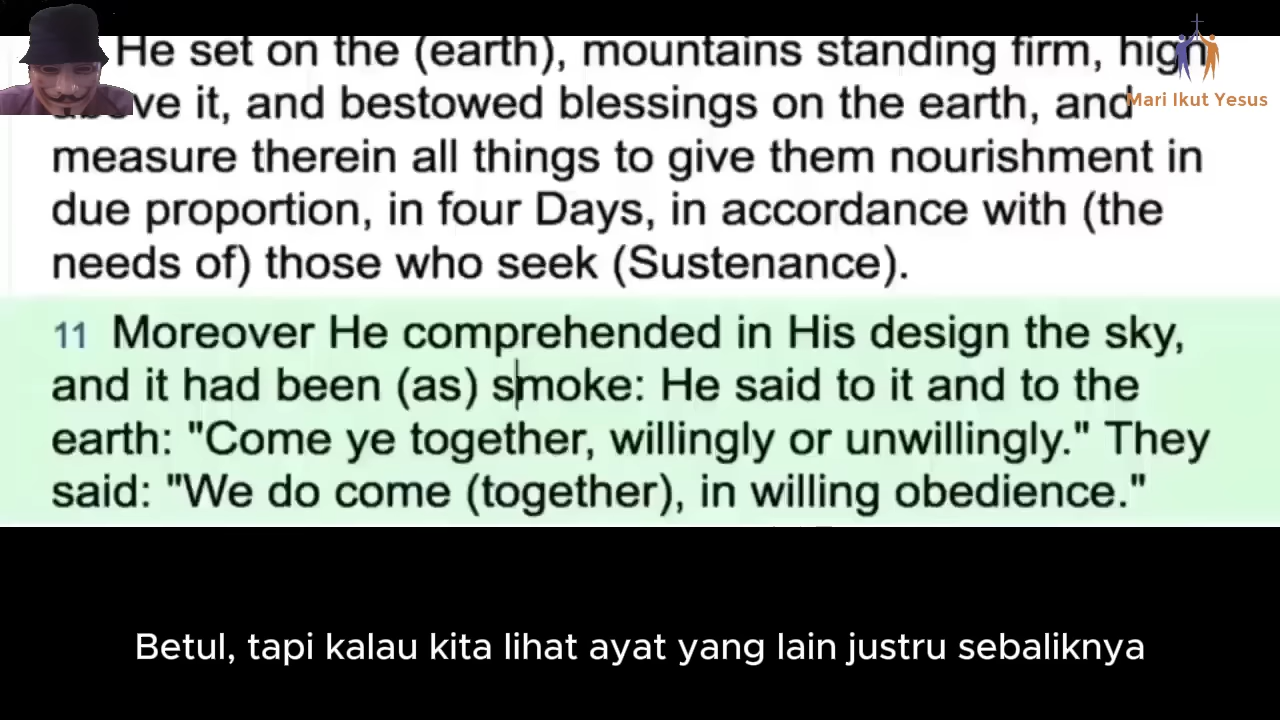 He set on the (earth), mountains standing firm, high
ve it, and bestowed blessings on the earth, and
measure therein all things to give them nourishment in
due proportion, in four Days, in accordance with (the
needs of) those who seek (Sustenance).
11 Moreover He comprehended in His design the sky,
and it had been (as) smoke: He said to it and to the
earth: "Come ye together, willingly or unwillingly." They
said: "We do come (together), in willing obedience."
Mari Ikut Yesus
Betul, tapi kalau kita lihat ayat yang lain justru sebaliknya